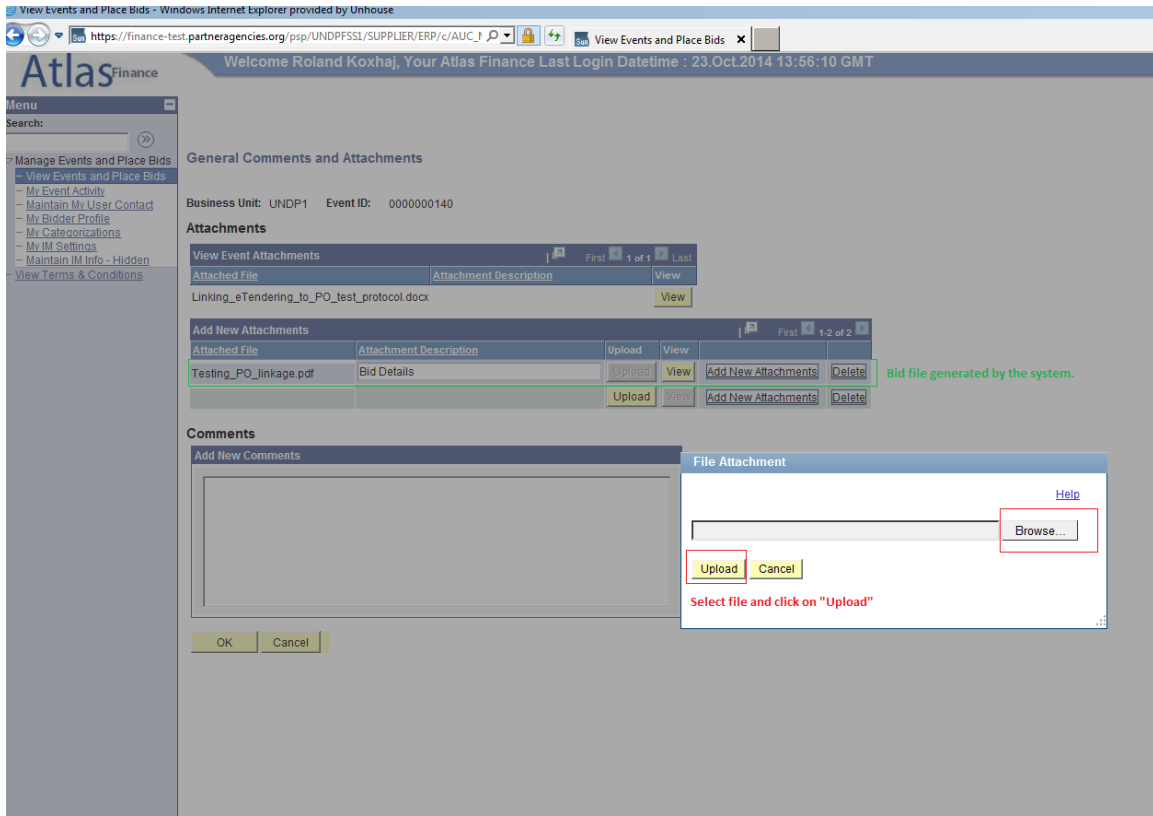 View Events and Place Bids - Windows Internet Explorer provided by Unhouse
https://finance-test.partneragencies.org/psp/UNDPFSS1/SUPPLIER/ERP/c/AUC_
Sun View Events and Place Bids X
Atlas Finance
Welcome Roland Koxhaj, Your Atlas Finance Last Login Datetime : 23.Oct.2014 13:56:10 GMT
Menu
Search:
Manage Events and Place Bids
– View Events and Place Bids
– My Event Activity
– Maintain My User Contact
– My Bidder Profile
– My Categorizations
– My IM Settings
– Maintain IM Info - Hidden
– View Terms & Conditions
General Comments and Attachments
Business Unit: UNDP1 Event ID: 0000000140
Attachments
View Event Attachments | First 1 of 1 Last
Attached File Attachment Description View
Linking_eTendering_to_PO_test_protocol.docx View
Add New Attachments | First 1-2 of 2
Attached File Attachment Description Upload View
Testing_PO_linkage.pdf Bid Details Upload View Add New Attachments Delete Bid file generated by the system.
Upload View Add New Attachments Delete
Comments
Add New Comments
OK Cancel
File Attachment
Help
Browse...
Upload Cancel
Select file and click on "Upload"